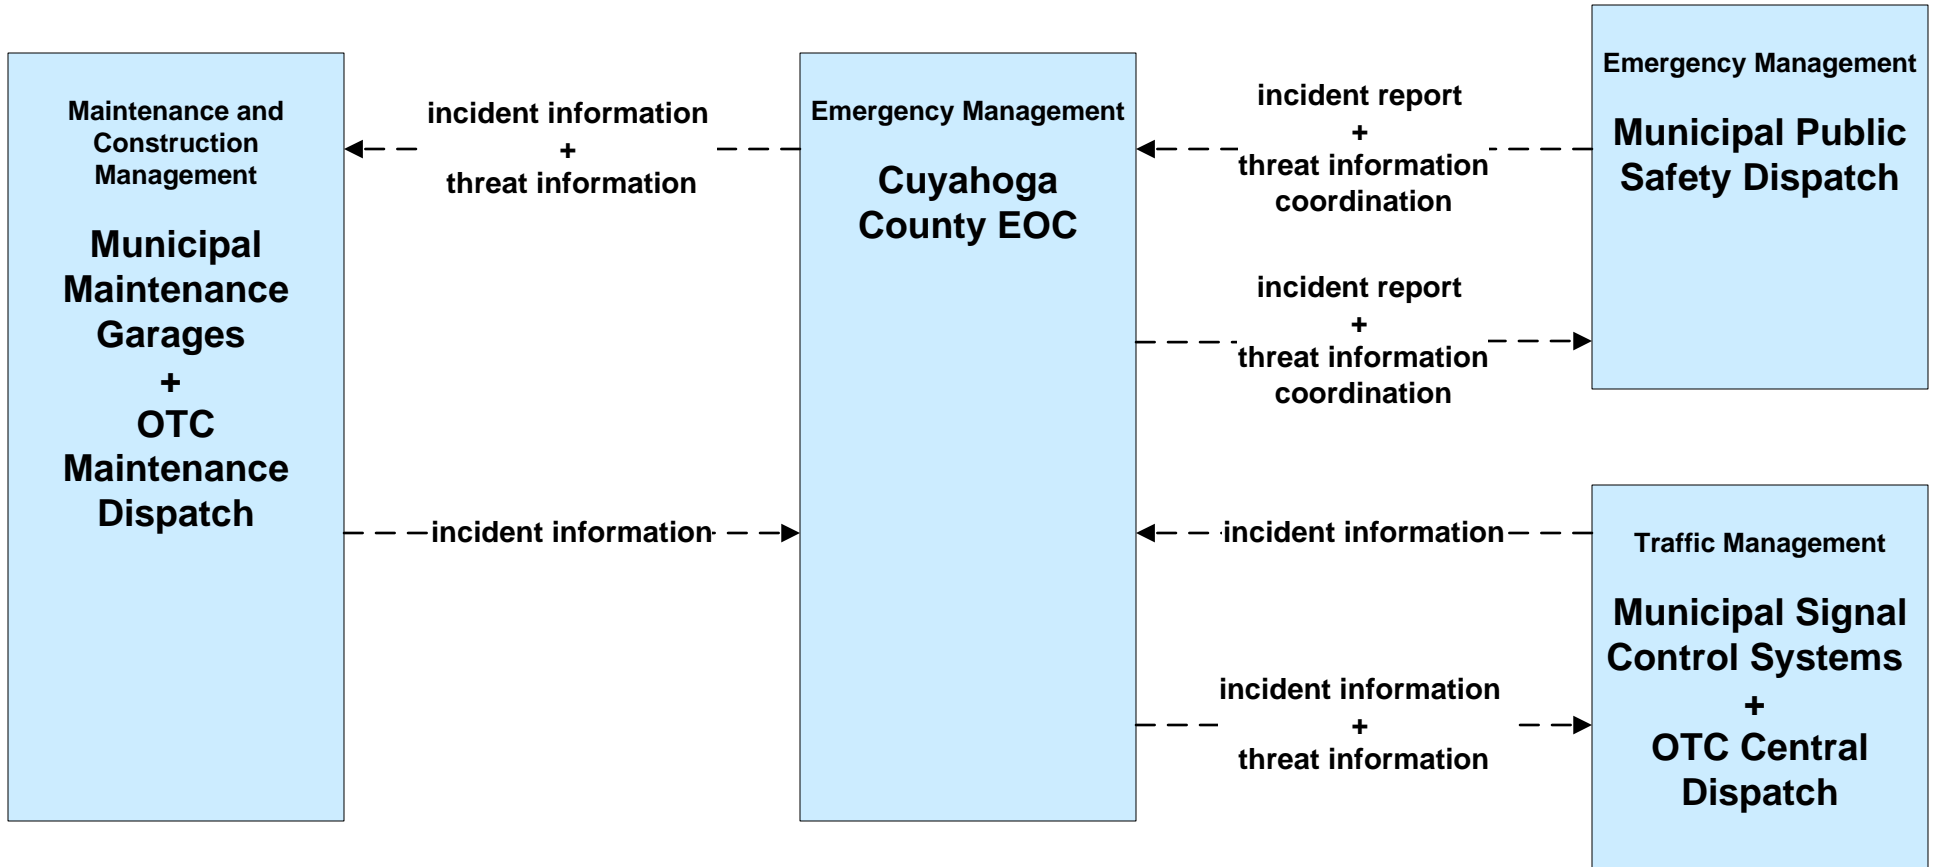 Maintenance and
Construction
Management
Municipal
Maintenance
Garages
+
OTC
Maintenance
Dispatch
incident information
+
threat information
incident information
Emergency Management
Cuyahoga
County EOC
incident report
+
threat information
coordination
incident report
+
threat information
coordination
incident information
incident information
+
threat information
Emergency Management
Municipal Public
Safety Dispatch
Traffic Management
Municipal Signal
Control Systems
+
OTC Central
Dispatch